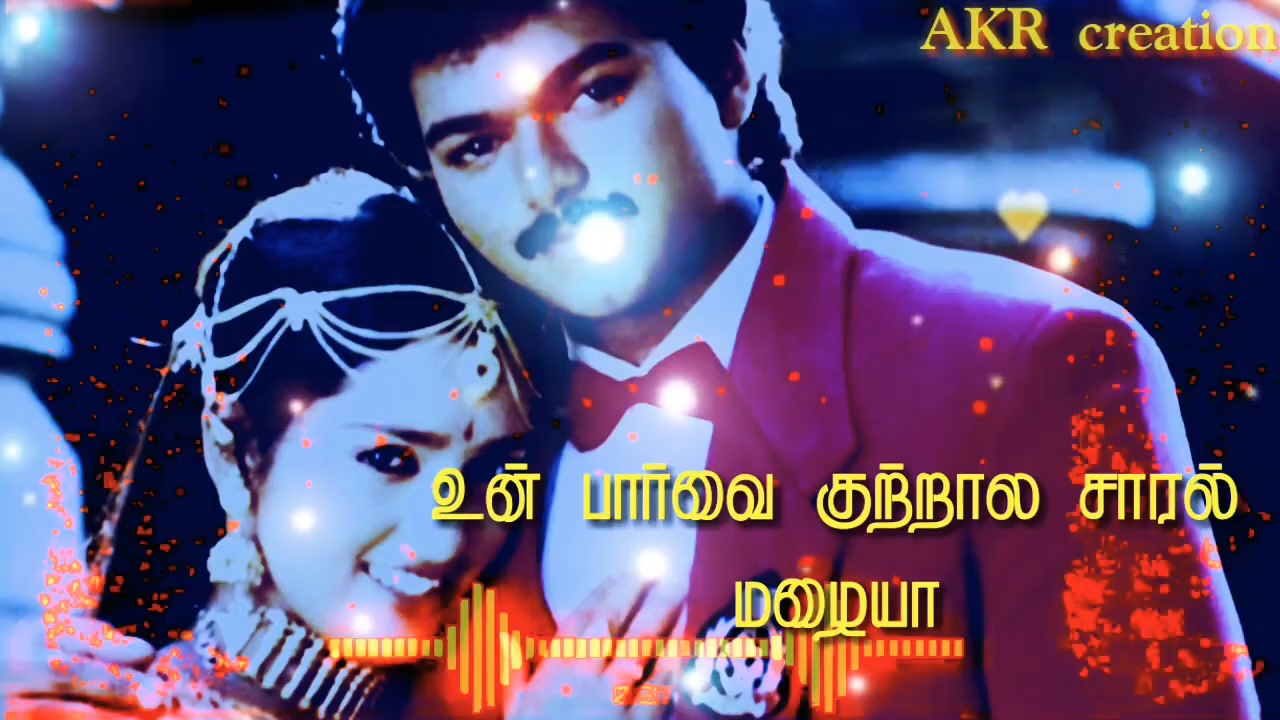 AKR creation
உன் பார்வை குற்றால சாரல்
மழையா